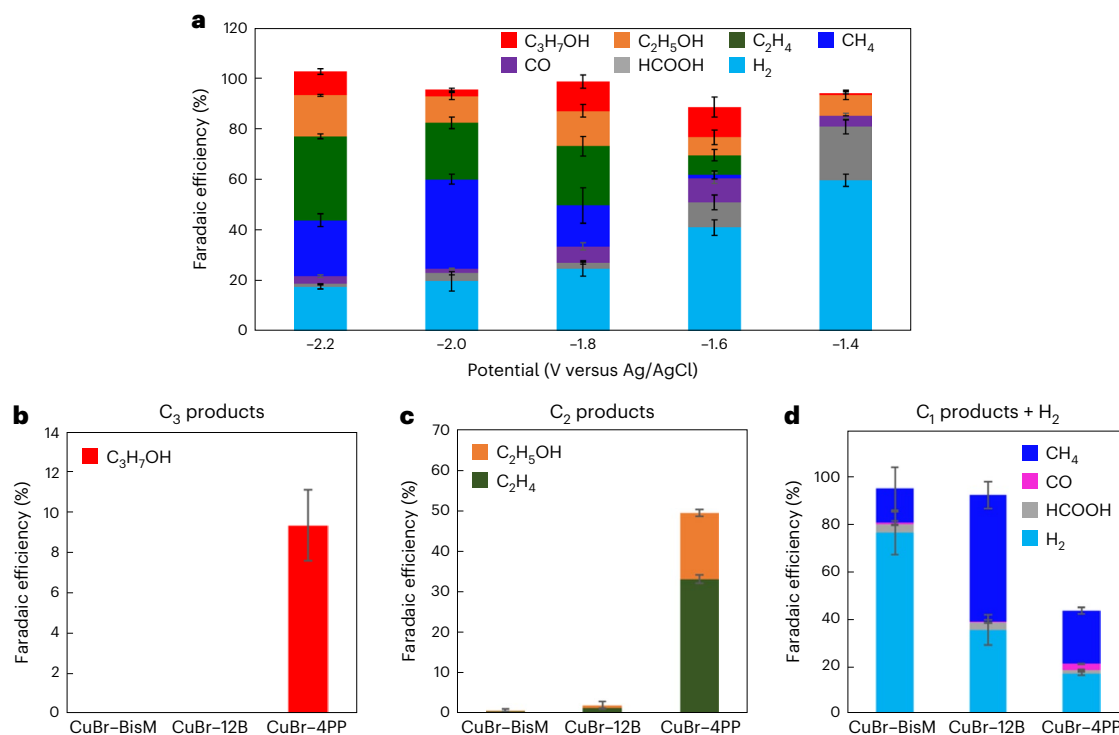 a
120
100
80
60
40
20
0
Faradaic efficiency (%)
C₃H₇OH C₂H₅OH C₂H₄ CH₄
CO HCOOH H₂
–2.2 –2.0 –1.8 –1.6 –1.4
Potential (V versus Ag/AgCl)
b
C₃ products
14
12
10
8
6
4
2
0
Faradaic efficiency (%)
C₃H₇OH
CuBr–BisM CuBr–12B CuBr–4PP
c
C₂ products
70
60
50
40
30
20
10
0
Faradaic efficiency (%)
C₂H₅OH
C₂H₄
CuBr–BisM CuBr–12B CuBr–4PP
d
C₁ products + H₂
100
80
60
40
20
0
Faradaic efficiency (%)
CH₄
CO
HCOOH
H₂
CuBr–BisM CuBr–12B CuBr–4PP